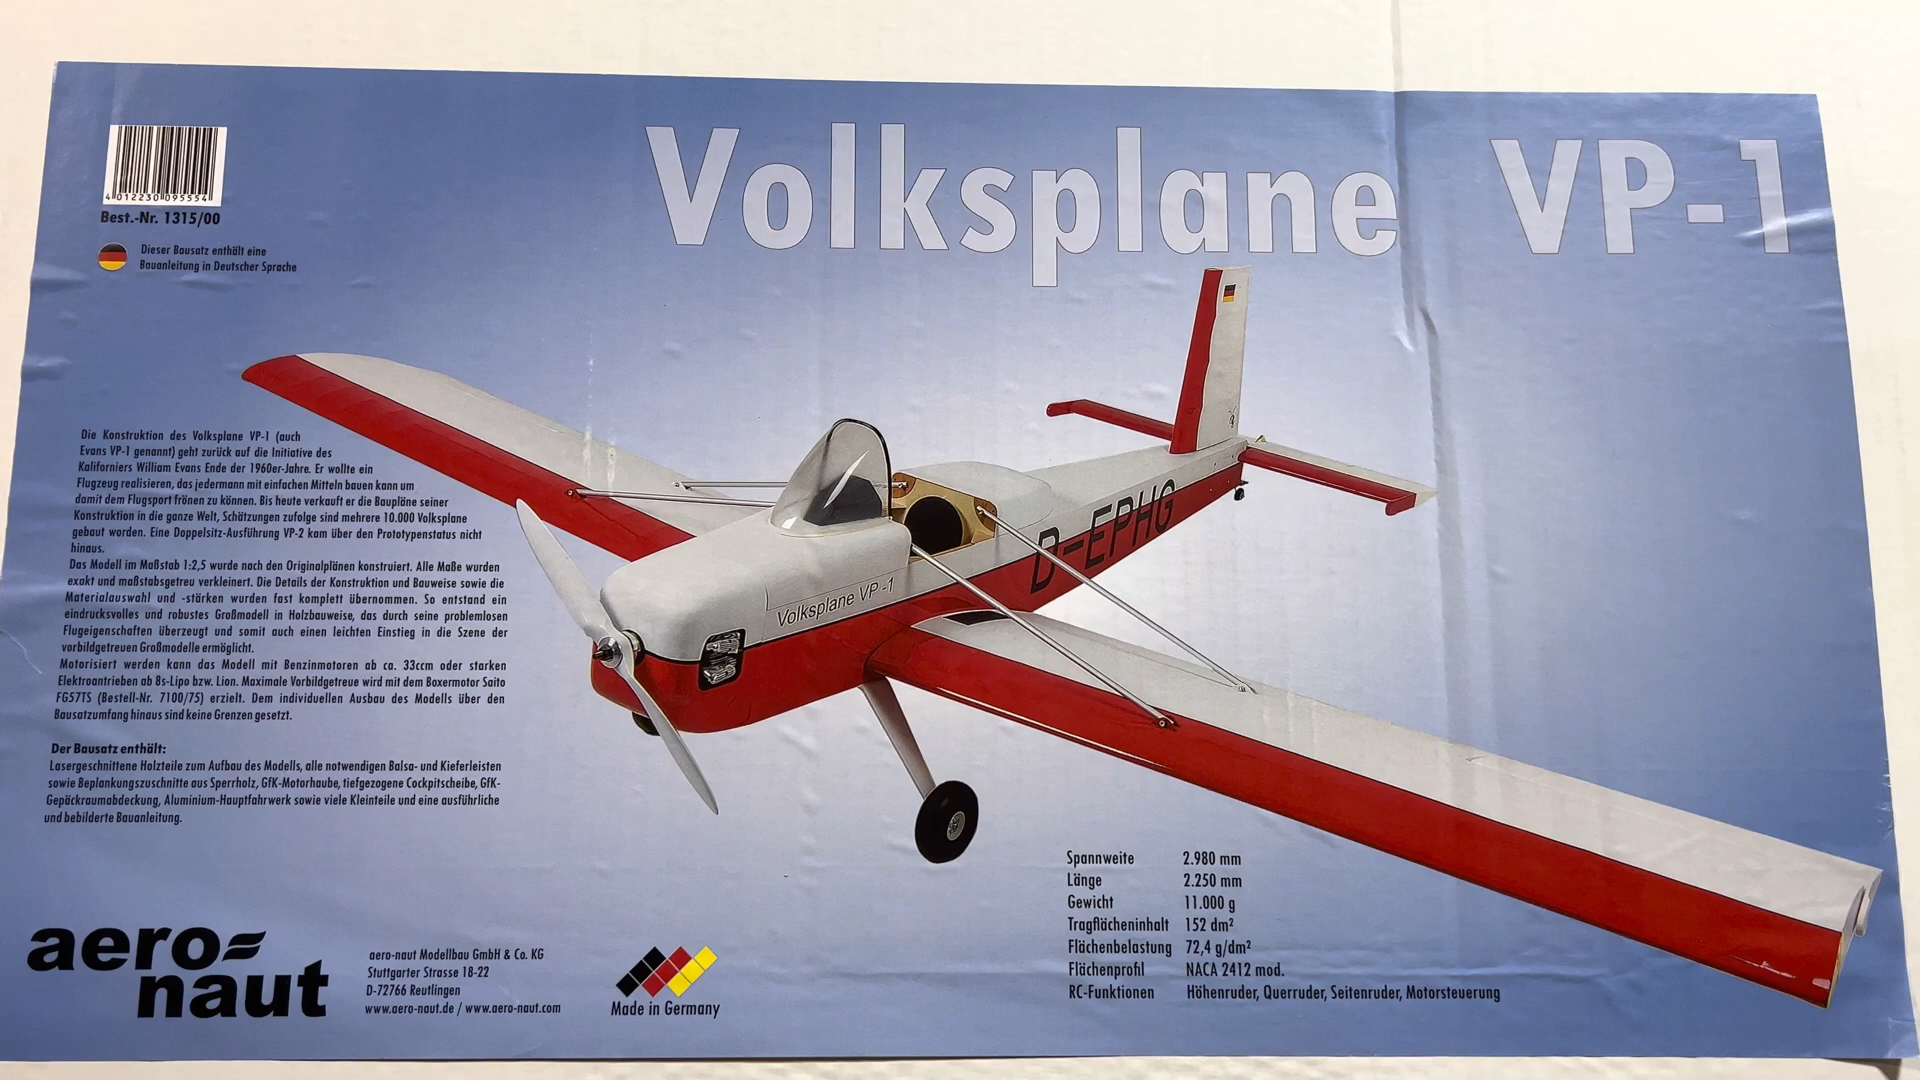 Volksplane VP-1
4 012230 095554
Best.-Nr. 1315/00
Dieser Bausatz enthält eine
Bauanleitung in Deutscher Sprache
Die Konstruktion des Volksplane VP-1 (auch
Evans VP-1 genannt) geht zurück auf die Initiative des
Kaliforniers William Evans Ende der 1960er-Jahre. Er wollte ein
Flugzeug realisieren, das jedermann mit einfachen Mitteln bauen kann um
damit dem Flugsport frönen zu können. Bis heute verkauft er die Baupläne seiner
Konstruktion in die ganze Welt, Schätzungen zufolge sind mehrere 10.000 Volksplane
gebaut worden. Eine Doppelsitz-Ausführung VP-2 kam über den Prototypenstatus nicht
hinaus.
Das Modell im Maßstab 1:2,5 wurde nach den Originalplänen konstruiert. Alle Maße wurden
exakt und maßstabsgetreu verkleinert. Die Details der Konstruktion und Bauweise sowie die
Materialauswahl und -stärken wurden fast komplett übernommen. So entstand ein
eindrucksvolles und robustes Großmodell in Holzbauweise, das durch seine problemlosen
Flugeigenschaften überzeugt und somit auch einen leichten Einstieg in die Szene der
vorbildgetreuen Großmodelle ermöglicht.
Motorisiert werden kann das Modell mit Benzinmotoren ab ca. 33ccm oder starken
Elektroantrieben ab 8s-Lipo bzw. Lion. Maximale Vorbildgetreue wird mit dem Boxermotor Saito
FG57TS (Bestell-Nr. 7100/75) erzielt. Dem individuellen Ausbau des Modells über den
Bausatzumfang hinaus sind keine Grenzen gesetzt.
Der Bausatz enthält:
Lasergeschnittene Holzteile zum Aufbau des Modells, alle notwendigen Balsa- und Kieferleisten
sowie Beplankungszuschnitte aus Sperrholz, GfK-Motorhaube, tiefgezogene Cockpitscheibe, GfK-
Gepäckraumabdeckung, Aluminium-Hauptfahrwerk sowie viele Kleinteile und eine ausführliche
und bebilderte Bauanleitung.
D-EPHG
Volksplane VP-1
Spannweite 2.980 mm
Länge 2.250 mm
Gewicht 11.000 g
Tragflächeninhalt 152 dm²
Flächenbelastung 72,4 g/dm²
Flächenprofil NACA 2412 mod.
RC-Funktionen Höhenruder, Querruder, Seitenruder, Motorsteuerung
aero-
naut
aero-naut Modellbau GmbH & Co. KG
Stuttgarter Strasse 18-22
D-72766 Reutlingen
www.aero-naut.de / www.aero-naut.com
Made in Germany